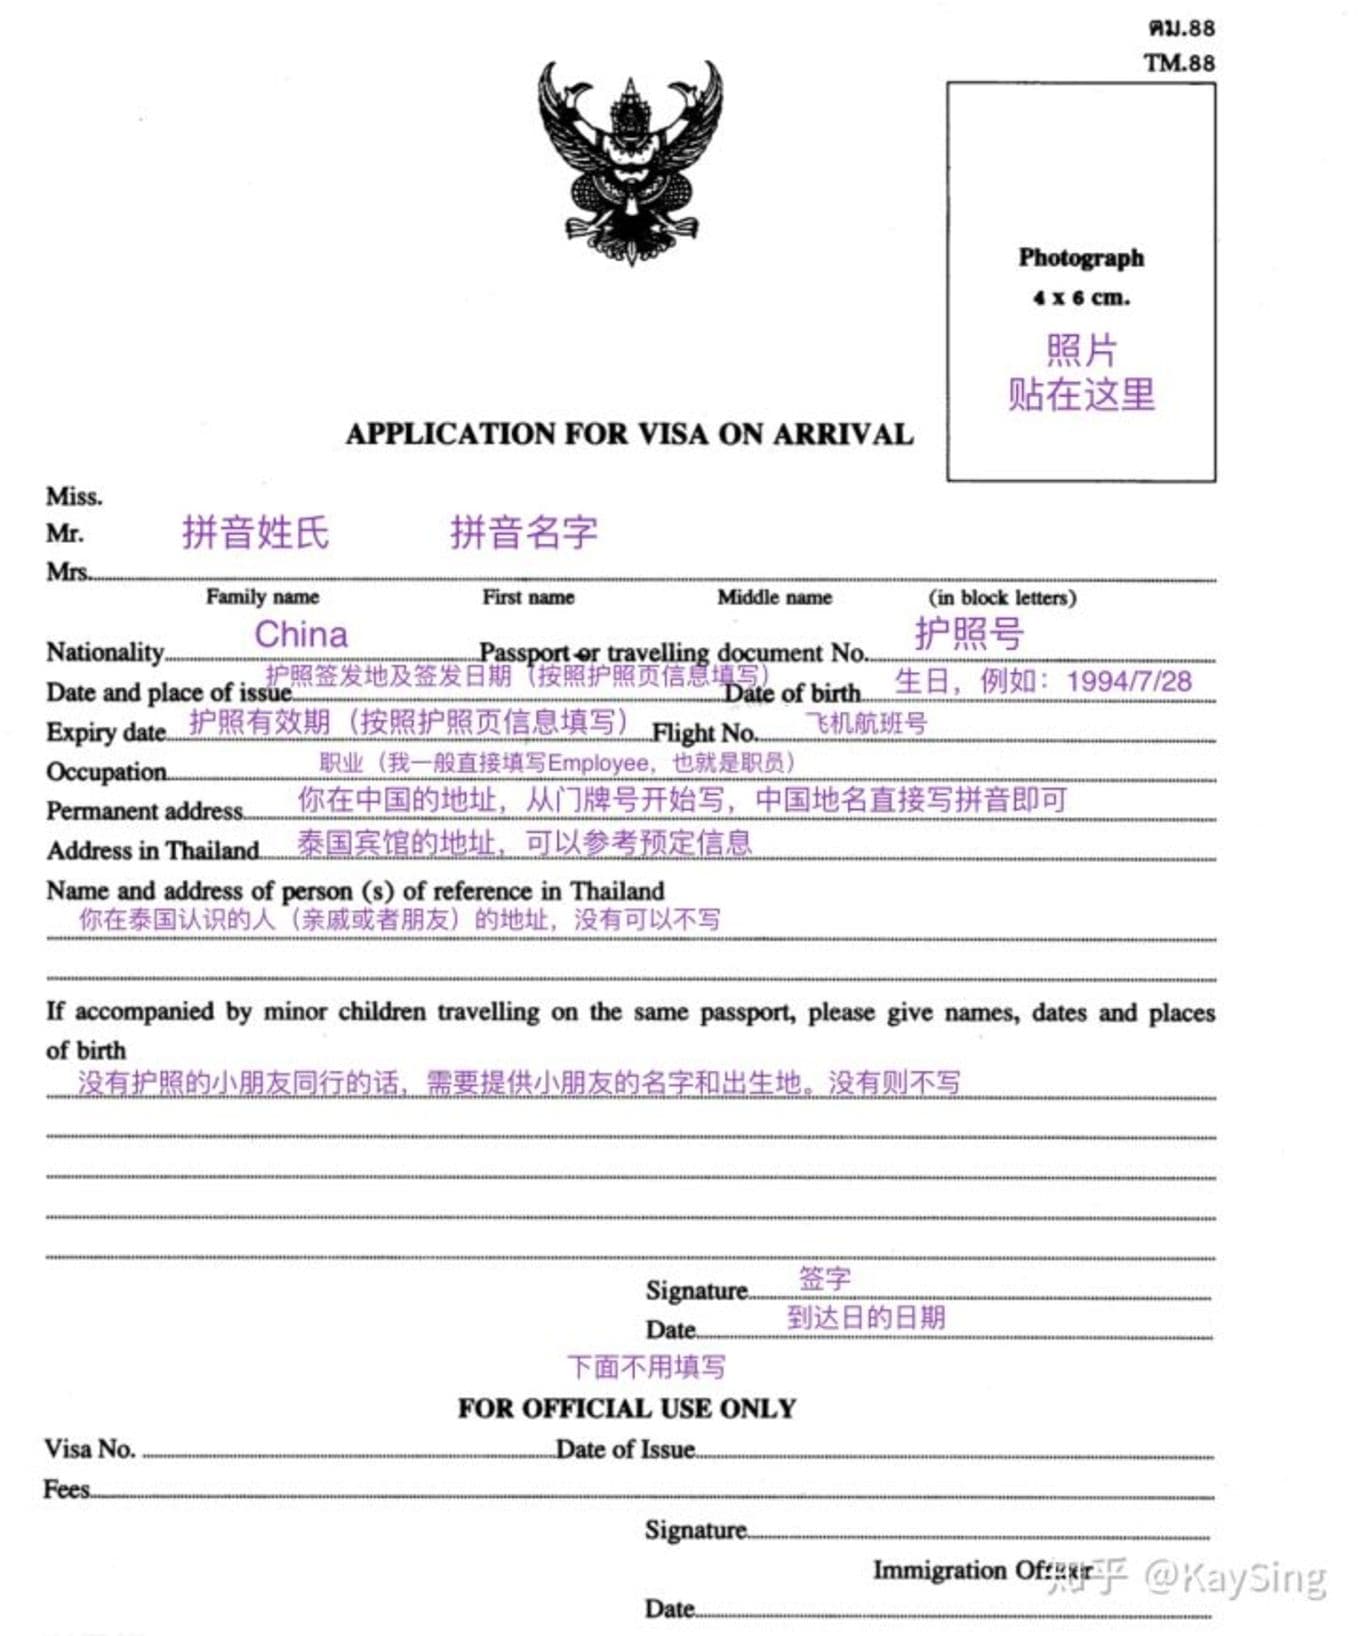 ตม.88
TM.88
Photograph
4 x 6 cm.
照片
贴在这里
APPLICATION FOR VISA ON ARRIVAL
Miss.
Mr. 拼音姓氏 拼音名字
Mrs.
Family name First name Middle name (in block letters)
Nationality China Passport or travelling document No. 护照号
Date and place of issue 护照签发地及签发日期（按照护照页信息填写） Date of birth 生日，例如：1994/7/28
Expiry date 护照有效期（按照护照页信息填写） Flight No. 飞机航班号
Occupation 职业（我一般直接填写Employee，也就是职员）
Permanent address 你在中国的地址，从门牌号开始写，中国地名直接写拼音即可
Address in Thailand 泰国宾馆的地址，可以参考预定信息
Name and address of person (s) of reference in Thailand
你在泰国认识的人（亲戚或者朋友）的地址，没有可以不写
If accompanied by minor children travelling on the same passport, please give names, dates and places
of birth
没有护照的小朋友同行的话，需要提供小朋友的名字和出生地。没有则不写
Signature 签字
Date 到达日的日期
下面不用填写
FOR OFFICIAL USE ONLY
Visa No. Date of Issue
Fees
Signature
Immigration Officer
知乎 @KaySing
Date